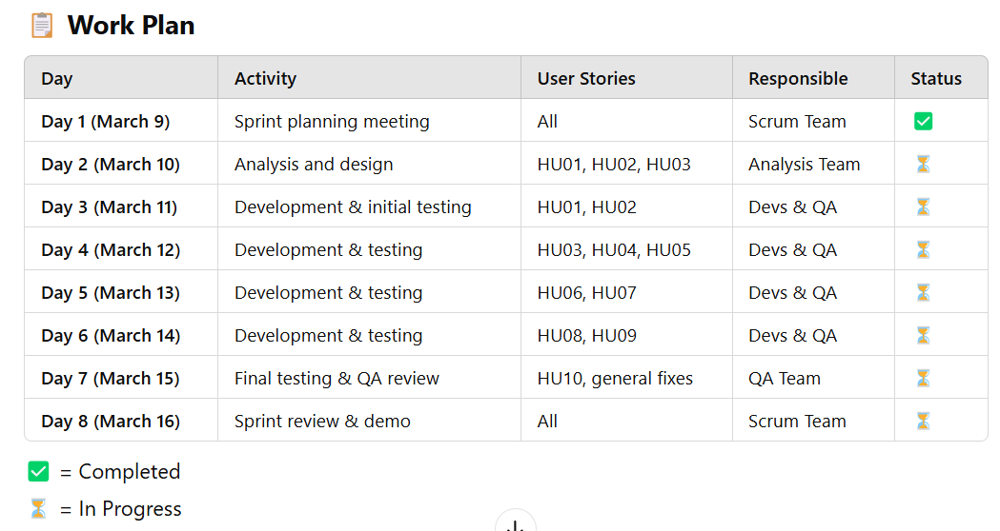 📋 Work Plan
Day Activity User Stories Responsible Status
Day 1 (March 9) Sprint planning meeting All Scrum Team ✅
Day 2 (March 10) Analysis and design HU01, HU02, HU03 Analysis Team ⏳
Day 3 (March 11) Development & initial testing HU01, HU02 Devs & QA ⏳
Day 4 (March 12) Development & testing HU03, HU04, HU05 Devs & QA ⏳
Day 5 (March 13) Development & testing HU06, HU07 Devs & QA ⏳
Day 6 (March 14) Development & testing HU08, HU09 Devs & QA ⏳
Day 7 (March 15) Final testing & QA review HU10, general fixes QA Team ⏳
Day 8 (March 16) Sprint review & demo All Scrum Team ⏳
✅ = Completed
⏳ = In Progress